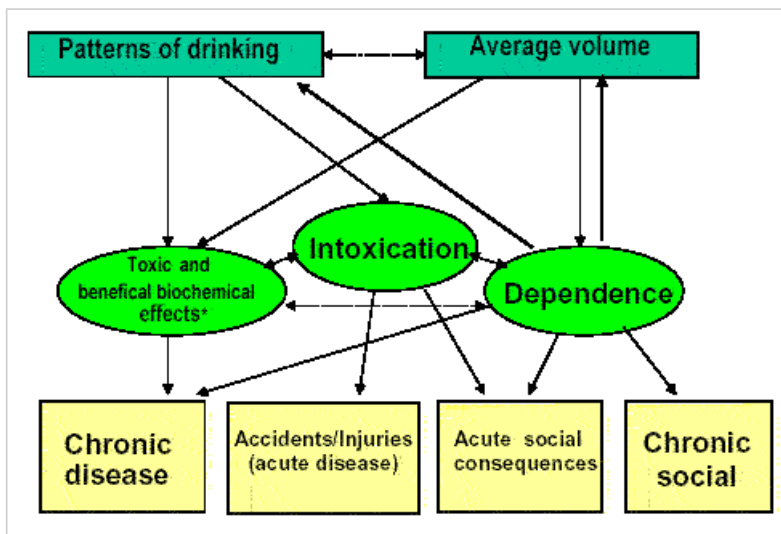 Patterns of drinking
Average volume
Intoxication
Toxic and
benefical biochemical
effects*
Dependence
Chronic
disease
Accidents/Injuries
(acute disease)
Acute social
consequences
Chronic
social